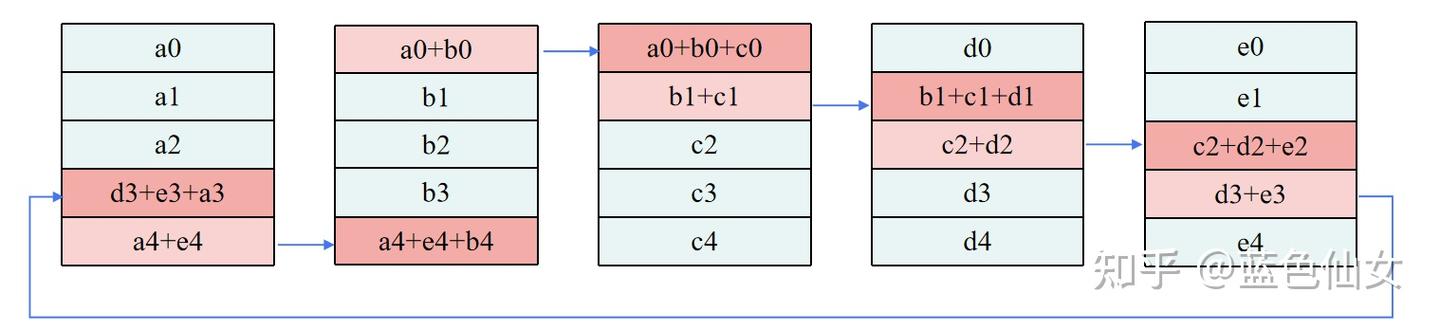 a0
a1
a2
d3+e3+a3
a4+e4
a0+b0
b1
b2
b3
a4+e4+b4
a0+b0+c0
b1+c1
c2
c3
c4
d0
b1+c1+d1
c2+d2
d3
d4
e0
e1
c2+d2+e2
d3+e3
e4
知乎 @蓝色仙女